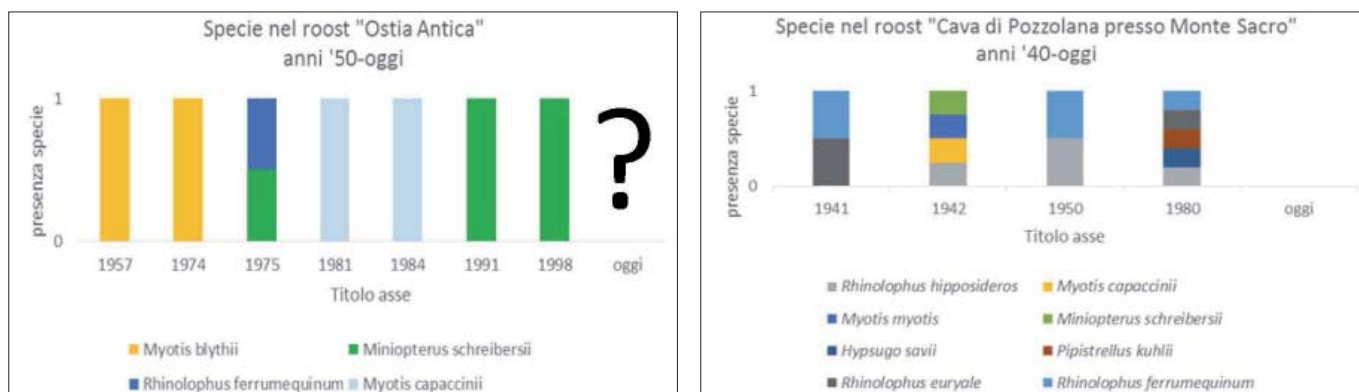 Specie nel roost "Ostia Antica"
anni '50-oggi
presenza specie
1
0
?
1957 1974 1975 1981 1984 1991 1998 oggi
Titolo asse
Myotis blythii Miniopterus schreibersii
Rhinolophus ferrumequinum Myotis capaccinii
Specie nel roost "Cava di Pozzolana presso Monte Sacro"
anni '40-oggi
presenza specie
1
0
1941 1942 1950 1980 oggi
Titolo asse
Rhinolophus hipposideros Myotis capaccinii
Myotis myotis Miniopterus schreibersii
Hypsugo savii Pipistrellus kuhlii
Rhinolophus euryale Rhinolophus ferrumequinum